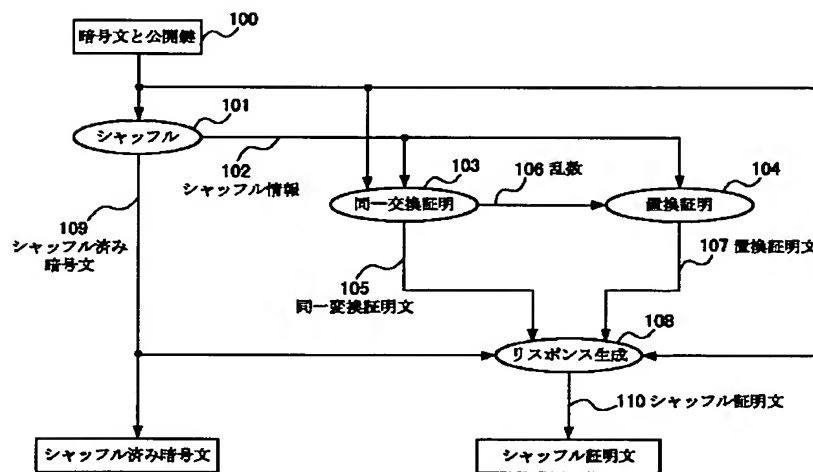 100
暗号文と公開鍵
101
シャッフル
102
シャッフル情報
103
同一交換証明
106 乱数
104
置換証明
109
シャッフル済み
暗号文
105
同一変換証明文
107 置換証明文
108
リスポンス生成
110 シャッフル証明文
シャッフル済み暗号文
シャッフル証明文